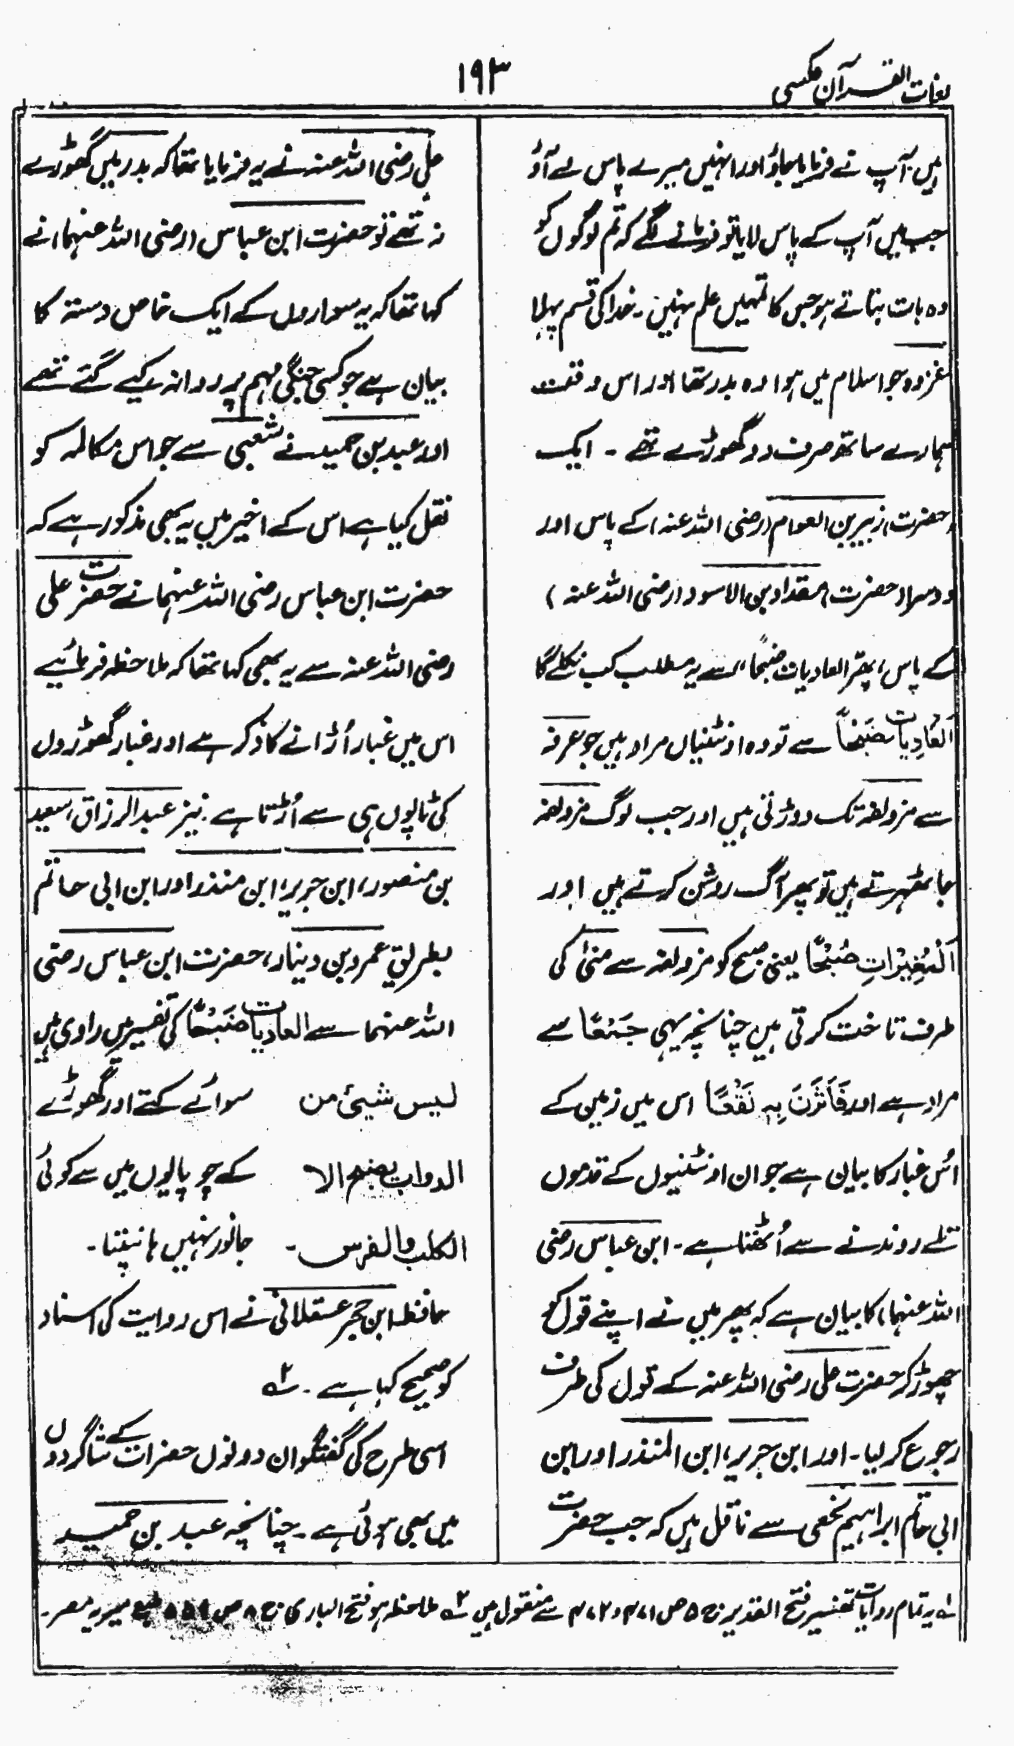 لغات القرآن عکسی
۱۹۳
ہیں۔ آپ نے فرمایا جاؤ اور انہیں میرے پاس لے آؤ
جب میں آپ کے پاس لایا تو فرمانے لگے کہ تم لوگوں کو
وہ بات بتاتے ہو جس کا تمہیں علم نہیں۔ خدا کی قسم پہلا
غزوہ جو اسلام میں ہوا وہ بدر تھا اور اس وقت
ہمارے ساتھ صرف دو گھوڑے تھے ۔ ایک
(حضرت) زبیر بن العوام (رضی اللہ عنہ) کے پاس اور
دوسرا (حضرت) مقداد بن الاسود (رضی اللہ عنہ)
کے پاس، پھر العادیات ضبحًا، سے یہ مطلب کب نکلے گا
اَلْعَادِیَاتِ ضَبْحًا سے تو وہ اونٹنیاں مراد ہیں جو عرفہ
سے مزدلفہ تک دوڑتی ہیں اور جب لوگ مزدلفہ
جا ٹھہرتے ہیں تو پھر آگ روشن کرتے ہیں اور
اَلْمُغِیْرَاتِ صُبْحًا یعنی صبح کو مزدلفہ سے منیٰ کی
طرف تاخت کرتی ہیں چنانچہ یہی جَمْعًا سے
مراد ہے اور فَاَثَرْنَ بِہٖ نَقْعًا اس میں زمین کے
اُس غبار کا بیان ہے جو ان اونٹنیوں کے قدموں
تلے روندنے سے اُٹھتا ہے۔ ابن عباس (رضی
اللہ عنہما) کا بیان ہے کہ پھر میں نے اپنے قول کو
چھوڑ کر حضرت علی رضی اللہ عنہ کے قول کی طرف
رجوع کر لیا۔ اور ابن جریر، ابن المنذر اور ابن
ابی حاتم ابراہیم نخعی سے ناقل ہیں کہ جب حضرت
علی رضی اللہ عنہ نے یہ فرمایا تھا کہ بدر میں گھوڑے
نہ تھے تو حضرت ابن عباس (رضی اللہ عنہما) نے
کہا تھا کہ یہ سواروں کے ایک خاص دستہ کا
بیان ہے جو کسی جنگی مہم پر روانہ کیے گئے تھے
اور عبد بن حمید نے شعبی سے جو اس مکالمہ کو
نقل کیا ہے اس کے اخیر میں یہ بھی مذکور ہے کہ
حضرت ابن عباس رضی اللہ عنہما نے حضرت علی
رضی اللہ عنہ سے یہ بھی کہا تھا کہ ملاحظہ فرمائیے
اس میں غبار اُڑانے کا ذکر ہے اور غبار گھوڑوں
کی ٹاپوں ہی سے اُڑتا ہے نیز عبدالرزاق، سعید
بن منصور، ابن جریر، ابن منذر اور ابن ابی حاتم
بطریق عمرو بن دینار، حضرت ابن عباس رضی
اللہ عنہما سے العادیات ضَبْحًا کی تفسیر میں راوی ہیں
لیس شیئ من سوائے کتے اور گھوڑے
الدواب یضبح الا کے چوپایوں میں سے کوئی
الکلب والفرس۔ جانور نہیں ہانپتا۔
حافظ ابن حجر عسقلانی نے اس روایت کی اسناد
کو صحیح کہا ہے ۔ ۲؎
اسی طرح کی گفتگو ان دونوں حضرات کے شاگردوں
میں بھی ہوئی ہے ۔ چنانچہ عبد بن حمید
۱؎ یہ تمام روایات تفسیر فتح القدیر ج ۵ ص ۴۷۱ و ۴۷۲ سے منقول ہیں ۲؎ ملاحظہ ہو فتح الباری ج ۸ ص ۵۵۹ طبع میریہ مصر۔